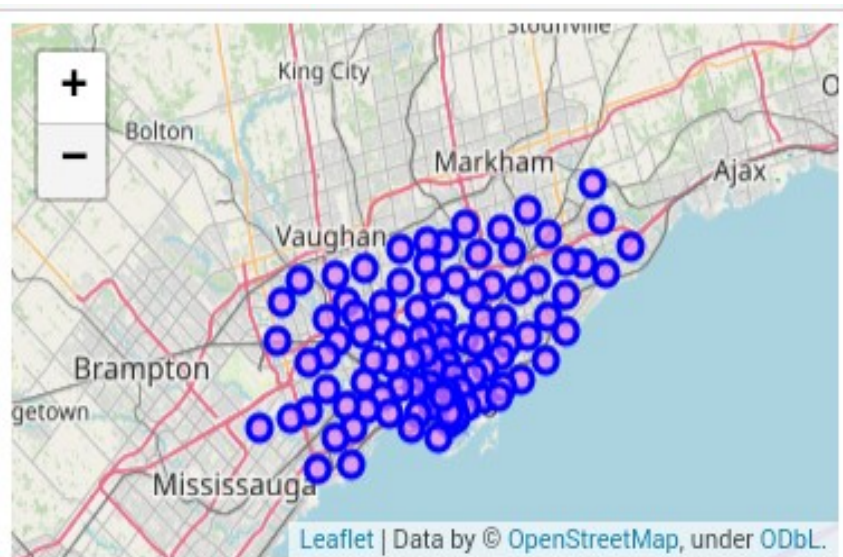 Stouffville
+
King City
O
−
Bolton
Markham
Ajax
Vaughan
Brampton
getown
Mississauga
Leaflet | Data by © OpenStreetMap, under ODbL.